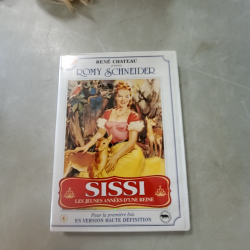 RENÉ CHATEAU
ROMY SCHNEIDER
SISSI
LES JEUNES ANNÉES D'UNE REINE
Pour la première fois
EN VERSION HAUTE DÉFINITION